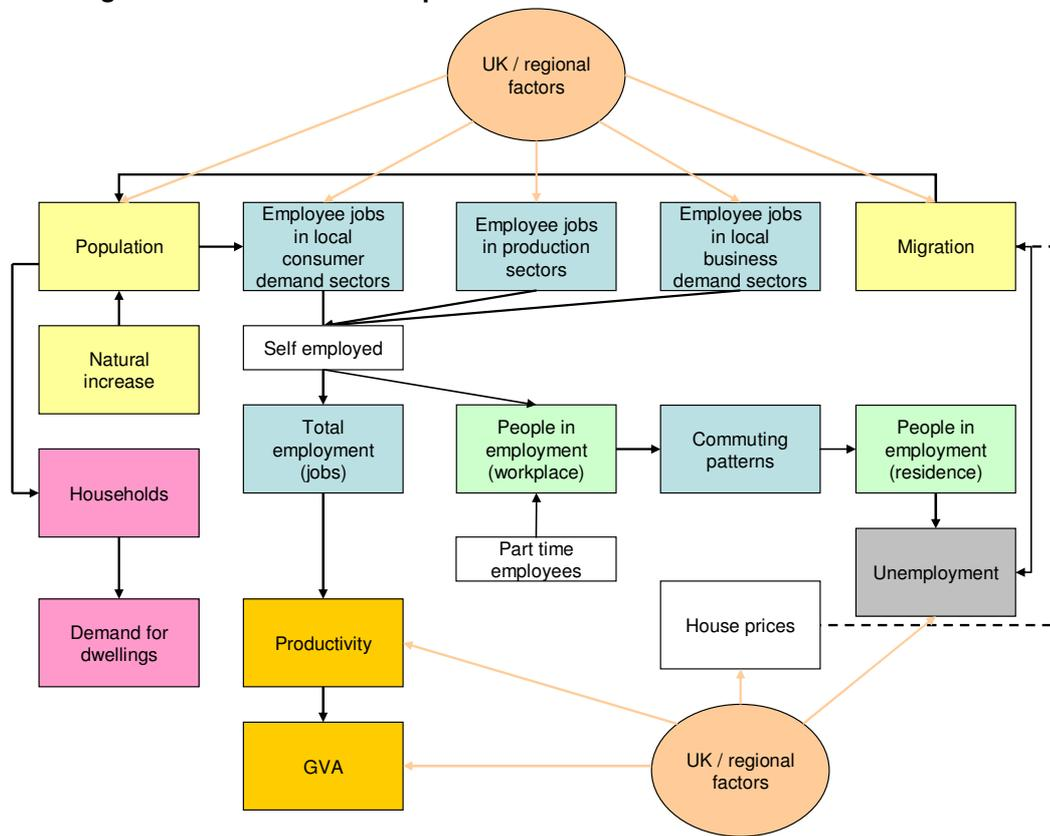 UK / regional
factors
Population
Employee jobs
in local
consumer
demand sectors
Employee jobs
in production
sectors
Employee jobs
in local
business
demand sectors
Migration
Natural
increase
Self employed
Total
employment
(jobs)
People in
employment
(workplace)
Commuting
patterns
People in
employment
(residence)
Households
Part time
employees
Unemployment
Demand for
dwellings
Productivity
House prices
GVA
UK / regional
factors